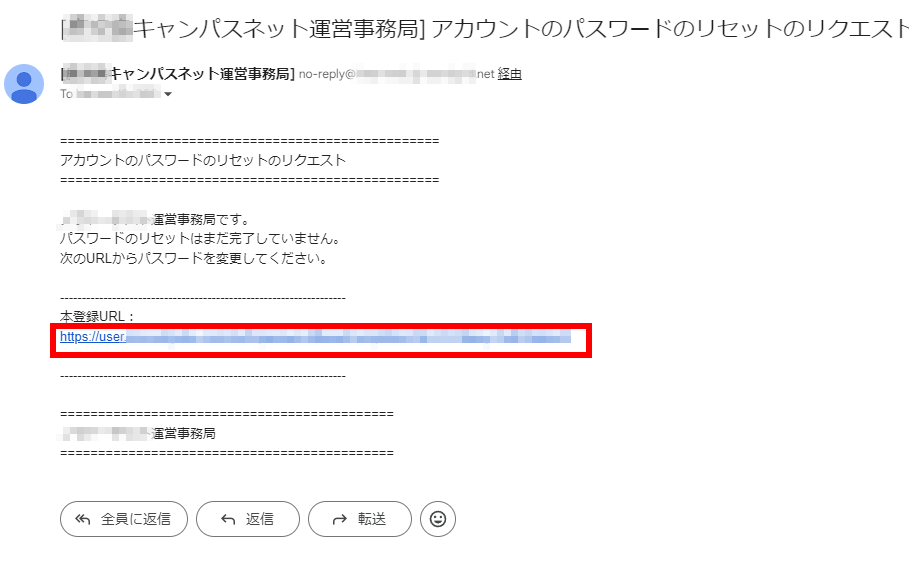 [キャンパスネット運営事務局] アカウントのパスワードのリセットのリクエスト
[キャンパスネット運営事務局] no-reply@ net 経由
To
==================================================
アカウントのパスワードのリセットのリクエスト
==================================================
運営事務局です。
パスワードのリセットはまだ完了していません。
次のURLからパスワードを変更してください。
-----------------------------------------------------------------
本登録URL：
https://user.
-----------------------------------------------------------------
============================================
運営事務局
============================================
全員に返信
返信
転送